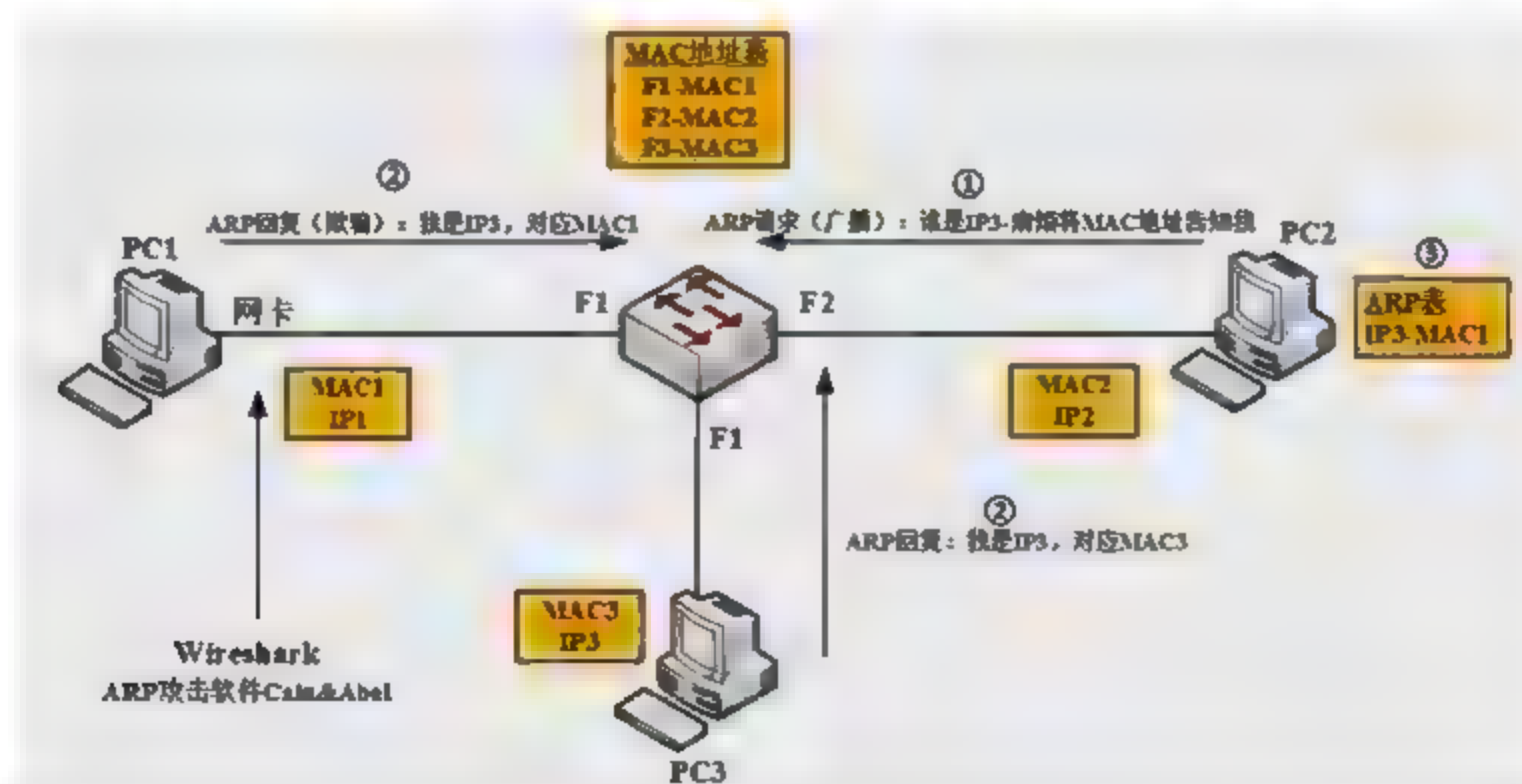 MAC地址表
F1-MAC1
F2-MAC2
F3-MAC3
②
ARP回复（欺骗）：我是IP3，对应MAC1
①
ARP请求（广播）：谁是IP3-麻烦将MAC地址告知我
PC1
PC2
③
ARP表
IP3-MAC1
网卡
F1
F2
MAC1
IP1
MAC2
IP2
F1
②
ARP回复：我是IP3，对应MAC3
MAC3
IP3
Wireshark
ARP攻击软件Cain&Abel
PC3